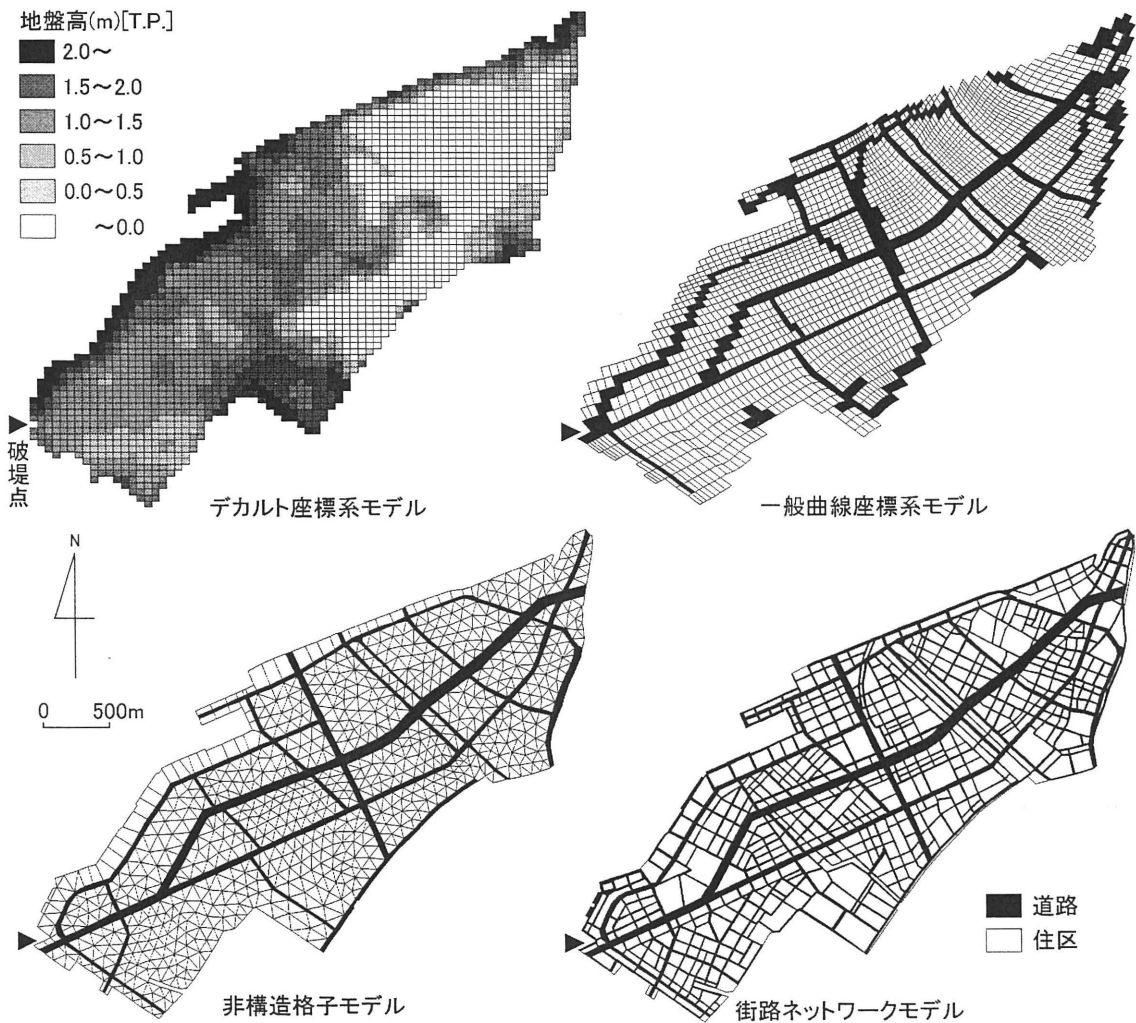 地盤高(m)[T.P.]
2.0～
1.5～2.0
1.0～1.5
0.5～1.0
0.0～0.5
～0.0
破堤点
デカルト座標系モデル
一般曲線座標系モデル
N
0 500m
非構造格子モデル
道路
住区
街路ネットワークモデル